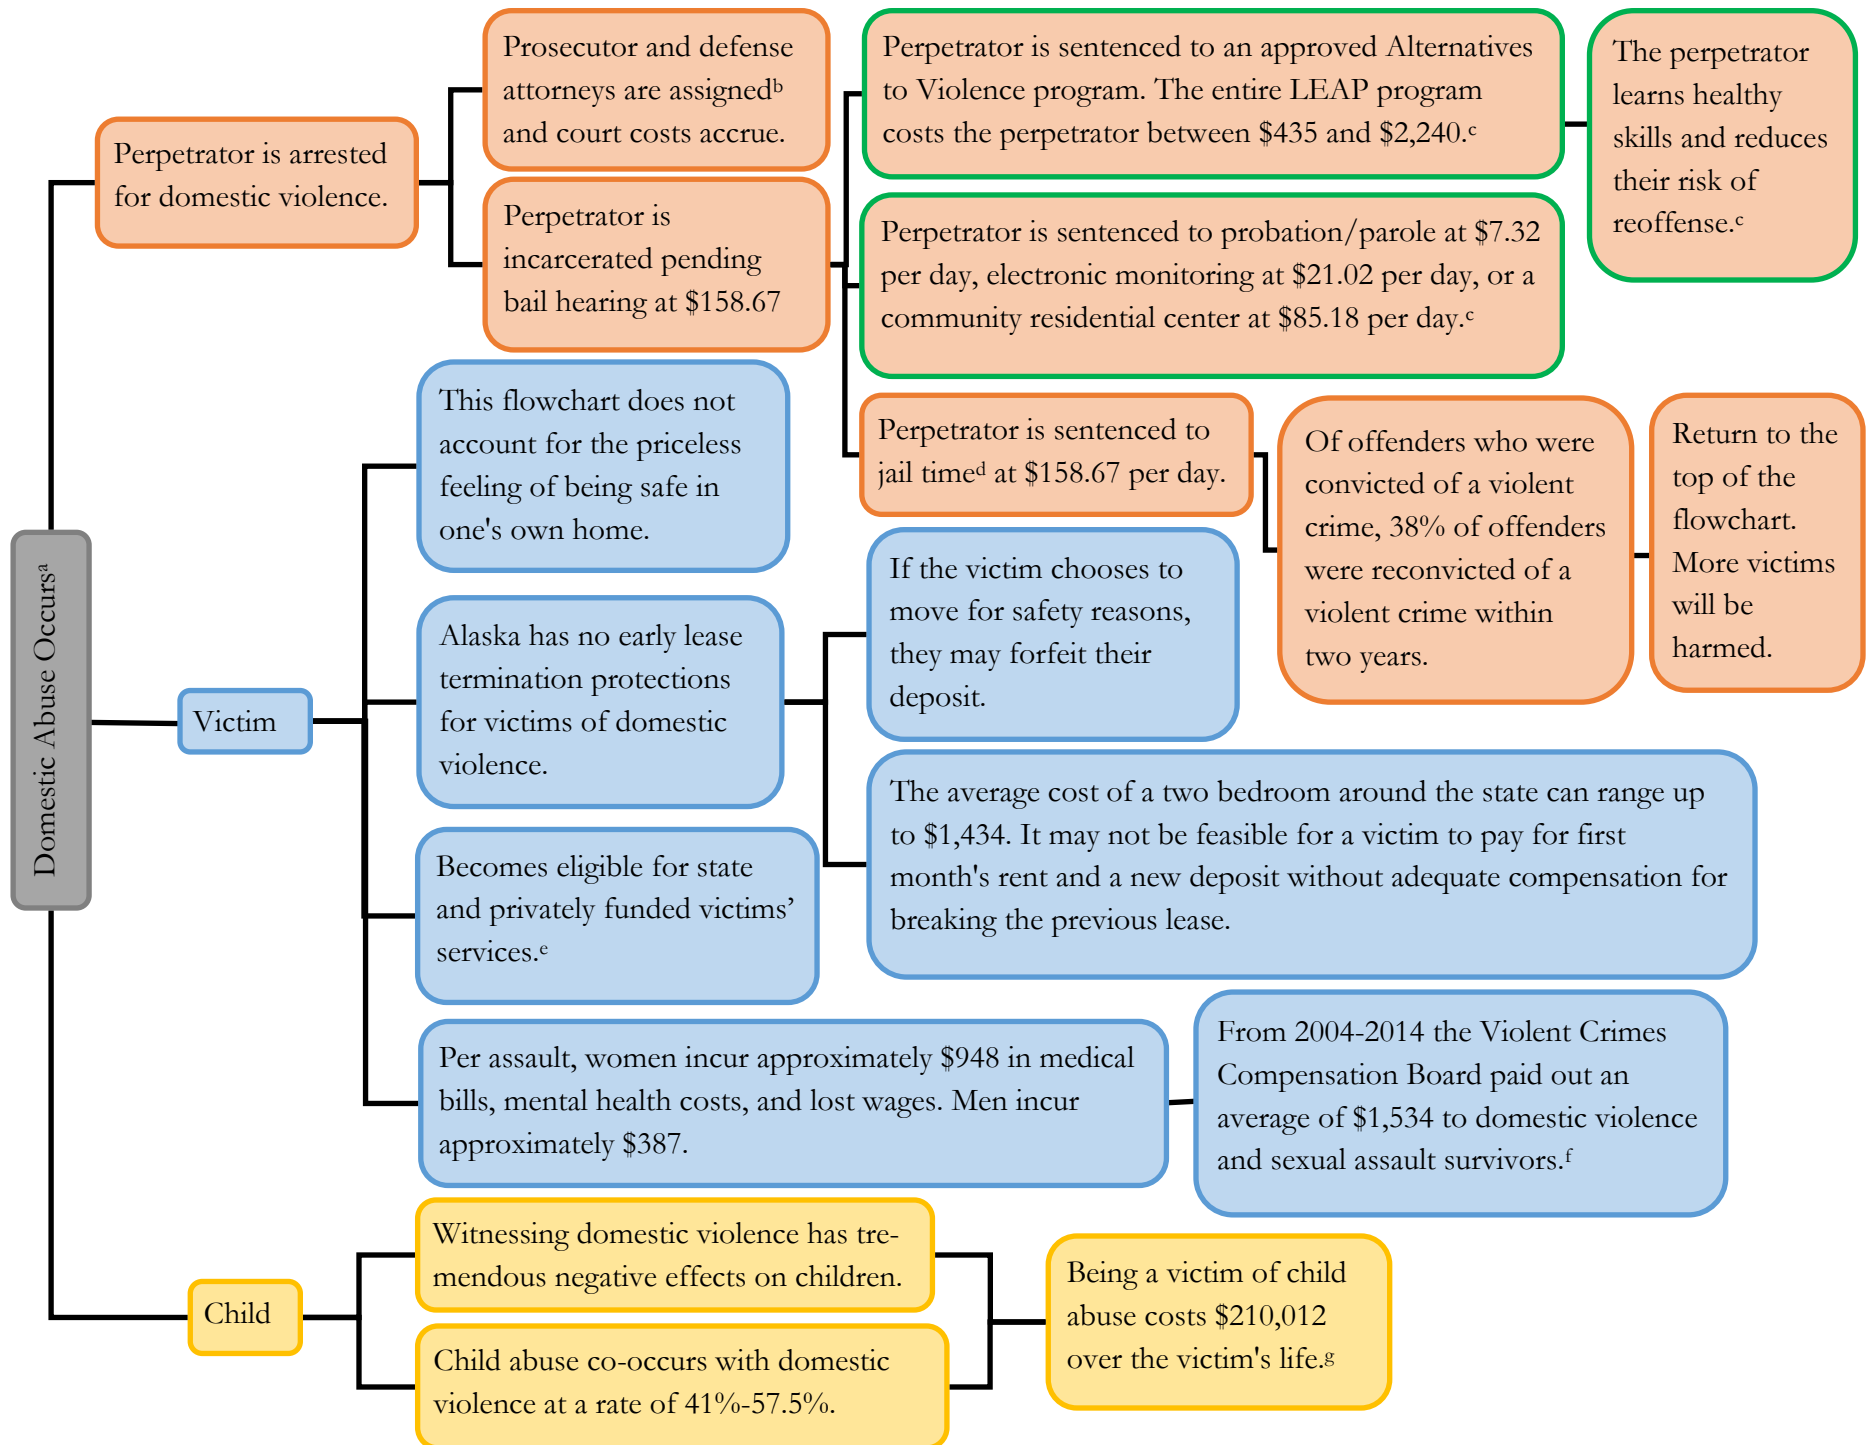 Domestic Abuse Occursᵃ
Perpetrator is arrested
for domestic violence.
Prosecutor and defense
attorneys are assignedᵇ
and court costs accrue.
Perpetrator is
incarcerated pending
bail hearing at $158.67
Perpetrator is sentenced to an approved Alternatives
to Violence program. The entire LEAP program
costs the perpetrator between $435 and $2,240.ᶜ
The perpetrator
learns healthy
skills and reduces
their risk of
reoffense.ᶜ
Perpetrator is sentenced to probation/parole at $7.32
per day, electronic monitoring at $21.02 per day, or a
community residential center at $85.18 per day.ᶜ
Perpetrator is sentenced to
jail timeᵈ at $158.67 per day.
Of offenders who were
convicted of a violent
crime, 38% of offenders
were reconvicted of a
violent crime within
two years.
Return to the
top of the
flowchart.
More victims
will be
harmed.
Victim
This flowchart does not
account for the priceless
feeling of being safe in
one's own home.
Alaska has no early lease
termination protections
for victims of domestic
violence.
If the victim chooses to
move for safety reasons,
they may forfeit their
deposit.
The average cost of a two bedroom around the state can range up
to $1,434. It may not be feasible for a victim to pay for first
month's rent and a new deposit without adequate compensation for
breaking the previous lease.
Becomes eligible for state
and privately funded victims’
services.ᵉ
Per assault, women incur approximately $948 in medical
bills, mental health costs, and lost wages. Men incur
approximately $387.
From 2004-2014 the Violent Crimes
Compensation Board paid out an
average of $1,534 to domestic violence
and sexual assault survivors.ᶠ
Child
Witnessing domestic violence has tre-
mendous negative effects on children.
Child abuse co-occurs with domestic
violence at a rate of 41%-57.5%.
Being a victim of child
abuse costs $210,012
over the victim's life.ᵍ